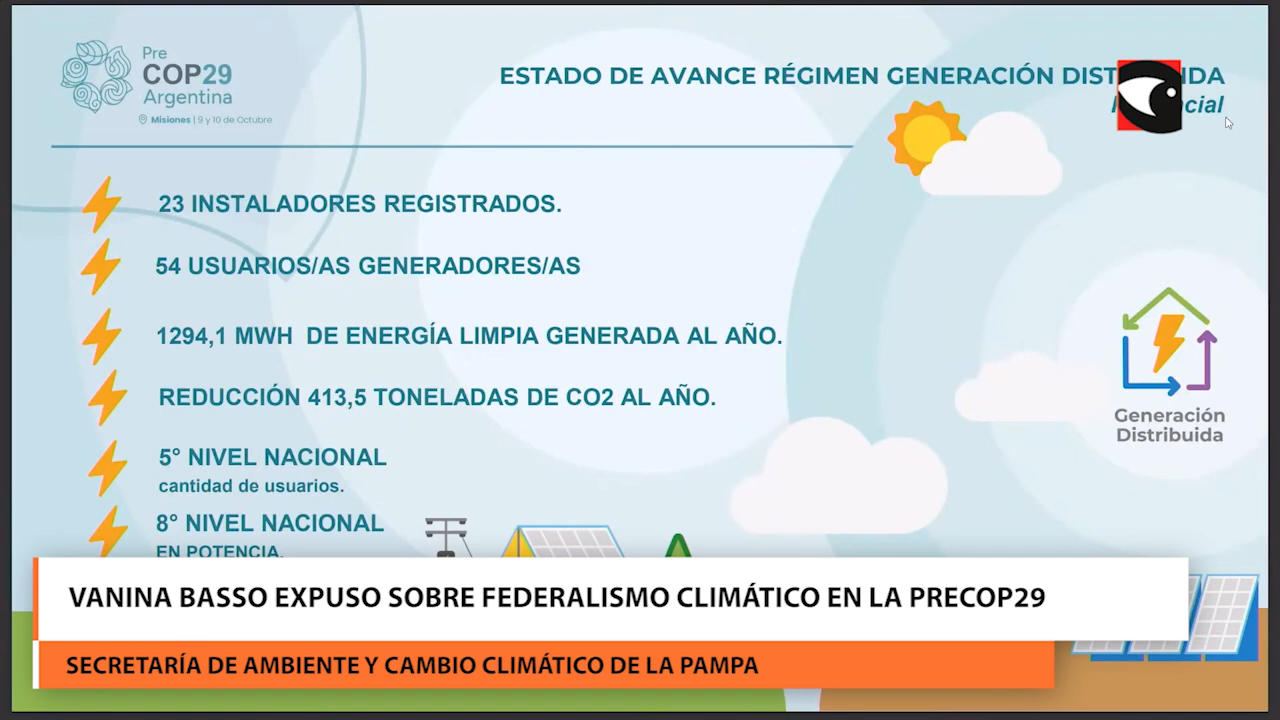 Pre
COP29
Argentina
Misiones | 9 y 10 de Octubre
ESTADO DE AVANCE RÉGIMEN GENERACIÓN
23 INSTALADORES REGISTRADOS.
54 USUARIOS/AS GENERADORES/AS
1294,1 MWH DE ENERGÍA LIMPIA GENERADA AL AÑO.
REDUCCIÓN 413,5 TONELADAS DE CO2 AL AÑO.
5° NIVEL NACIONAL
cantidad de usuarios.
8° NIVEL NACIONAL
EN POTENCIA.
Generación
Distribuida
VANINA BASSO EXPUSO SOBRE FEDERALISMO CLIMÁTICO EN LA PRECOP29
SECRETARÍA DE AMBIENTE Y CAMBIO CLIMÁTICO DE LA PAMPA